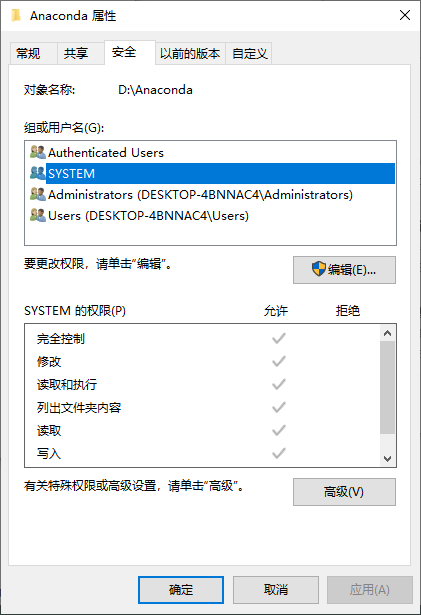 Anaconda 属性
常规 共享 安全 以前的版本 自定义
对象名称: D:\Anaconda
组或用户名(G):
Authenticated Users
SYSTEM
Administrators (DESKTOP-4BNNAC4\Administrators)
Users (DESKTOP-4BNNAC4\Users)
要更改权限，请单击“编辑”。 编辑(E)...
SYSTEM 的权限(P) 允许 拒绝
完全控制
修改
读取和执行
列出文件夹内容
读取
写入
有关特殊权限或高级设置，请单击“高级”。 高级(V)
确定 取消 应用(A)